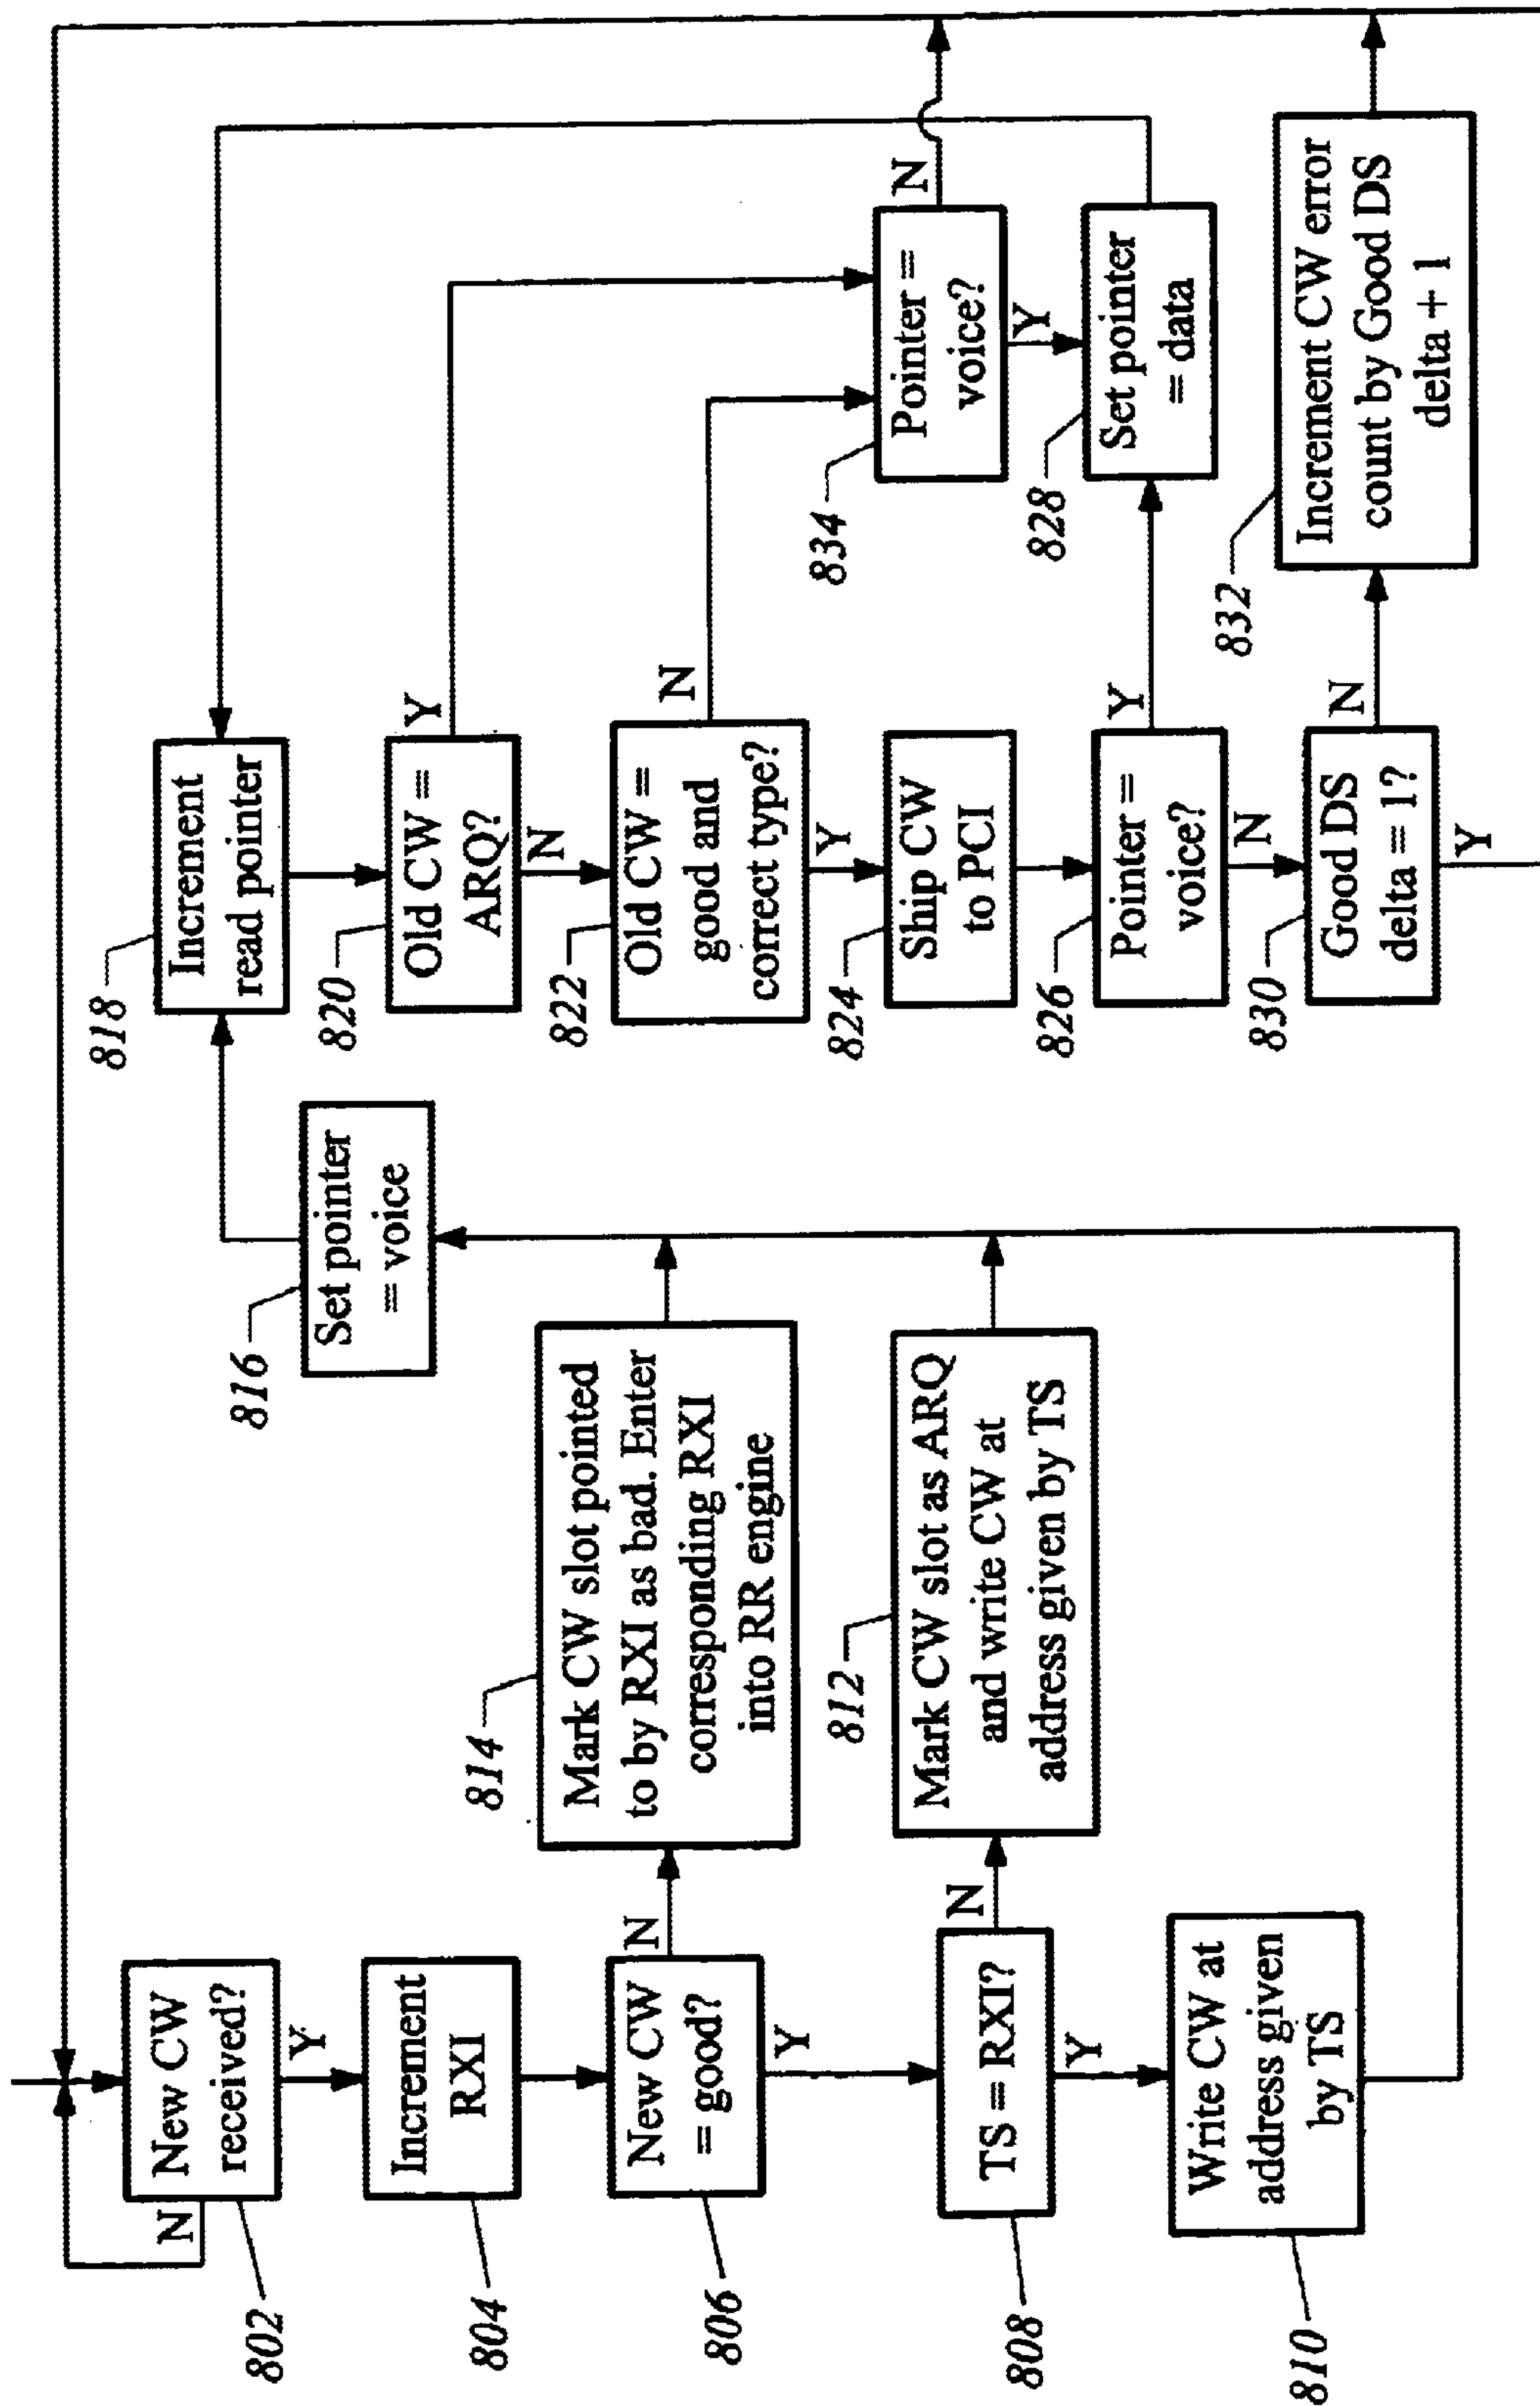 New CW
received?
N
Y
802
Increment
RXI
804
New CW
= good?
N
Y
806
TS = RXI?
N
Y
808
Write CW at
address given
by TS
810
Mark CW slot pointed
to by RXI as bad. Enter
corresponding RXI
into RR engine
814
Mark CW slot as ARQ
and write CW at
address given by TS
812
Set pointer
= voice
816
Increment
read pointer
818
Old CW =
ARQ?
Y
N
820
Old CW =
good and
correct type?
N
Y
822
Ship CW
to PCI
824
Pointer =
voice?
Y
N
826
Good DS
delta = 1?
N
Y
830
Pointer =
voice?
N
Y
834
Set pointer
= data
828
Increment CW error
count by Good DS
delta + 1
832